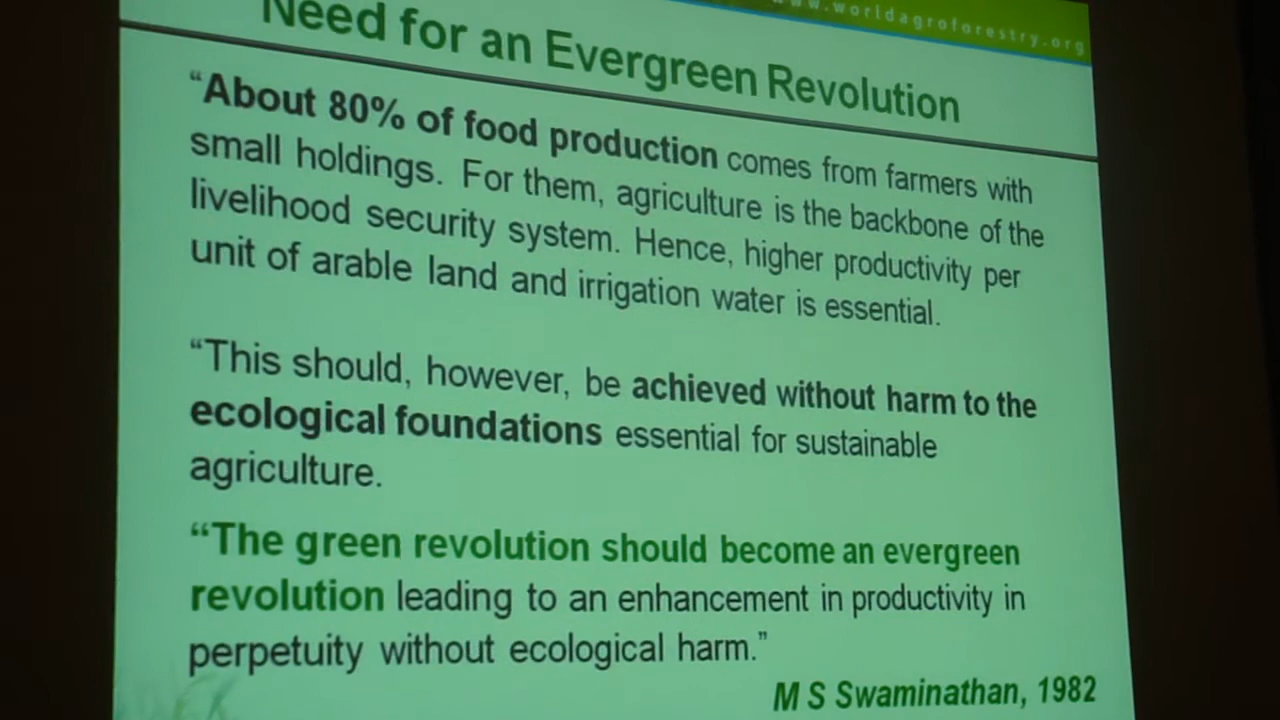 www.worldagroforestry.org
Need for an Evergreen Revolution
“About 80% of food production comes from farmers with
small holdings. For them, agriculture is the backbone of the
livelihood security system. Hence, higher productivity per
unit of arable land and irrigation water is essential.
“This should, however, be achieved without harm to the
ecological foundations essential for sustainable
agriculture.
“The green revolution should become an evergreen
revolution leading to an enhancement in productivity in
perpetuity without ecological harm.”
M S Swaminathan, 1982